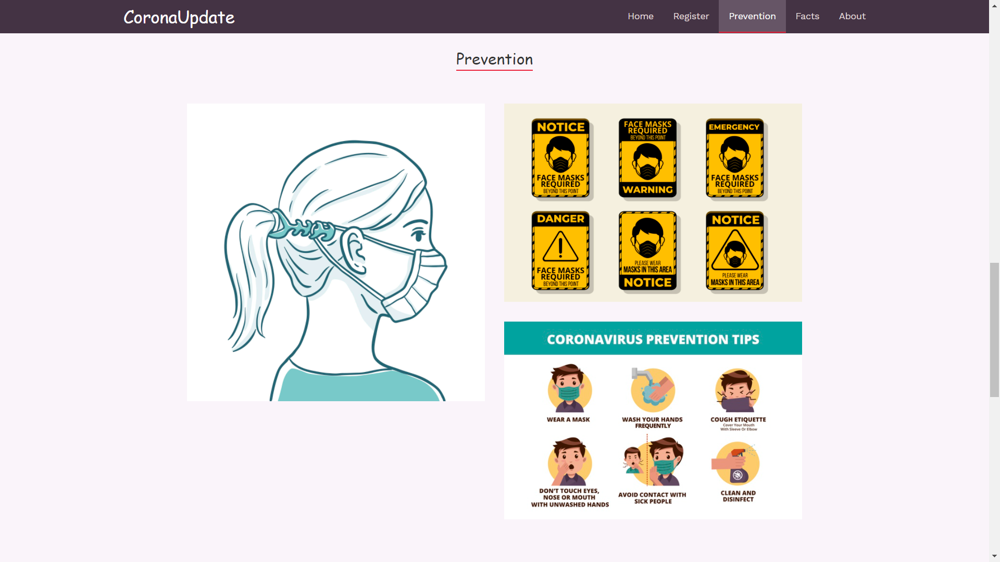 CoronaUpdate
Home
Register
Prevention
Facts
About
Prevention
NOTICE
FACE MASKS
REQUIRED
BEYOND THIS POINT
FACE MASKS
REQUIRED
BEYOND THIS POINT
WARNING
EMERGENCY
FACE MASKS
REQUIRED
BEYOND THIS POINT
DANGER
FACE MASKS
REQUIRED
BEYOND THIS POINT
PLEASE WEAR
MASKS IN THIS AREA
NOTICE
NOTICE
PLEASE WEAR
MASKS IN THIS AREA
CORONAVIRUS PREVENTION TIPS
WEAR A MASK
WASH YOUR HANDS
FREQUENTLY
COUGH ETIQUETTE
Cover Your Mouth
With Sleeve Or Elbow
DON'T TOUCH EYES,
NOSE OR MOUTH
WITH UNWASHED HANDS
AVOID CONTACT WITH
SICK PEOPLE
CLEAN AND
DISINFECT